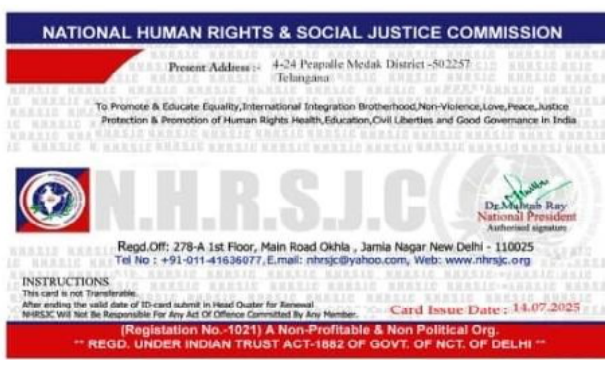 NATIONAL HUMAN RIGHTS & SOCIAL JUSTICE COMMISSION
Present Address :- 4-24 Peapalle Medak District -502257
Telangana
To Promote & Educate Equality,International Integration Brotherhood,Non-Violence,Love,Peace,Justice
Protection & Promotion of Human Rights Health,Education,Civil Liberties and Good Governance in India
N.H.R.S.J.C
Dr.Mahtab Ray
National President
Authorised signature
Regd.Off: 278-A 1st Floor, Main Road Okhla , Jamia Nagar New Delhi - 110025
Tel No : +91-011-41636077,E.mail: nhrsjc@yahoo.com, Web: www.nhrsjc.org
INSTRUCTIONS
This card is not Transferable.
After ending the valid date of ID-card submit in Head Quater for Renewal
NHRSJC Will Not Be Responsible For Any Act Of Offence Committed By Any Member.
Card Issue Date : 14.07.2025
(Registation No.-1021) A Non-Profitable & Non Political Org.
"" REGD. UNDER INDIAN TRUST ACT-1882 OF GOVT. OF NCT. OF DELHI ""